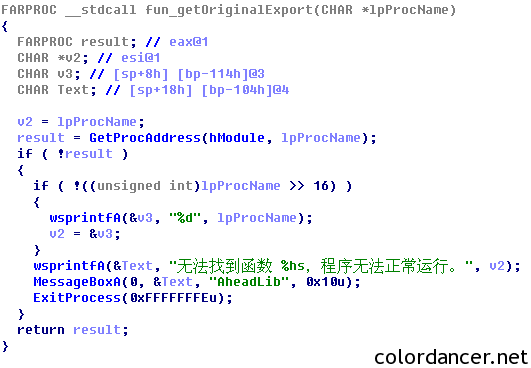 FARPROC __stdcall fun_getOriginalExport(CHAR *lpProcName)
{
FARPROC result; // eax@1
CHAR *v2; // esi@1
CHAR v3; // [sp+8h] [bp-114h]@3
CHAR Text; // [sp+18h] [bp-104h]@4
v2 = lpProcName;
result = GetProcAddress(hModule, lpProcName);
if ( !result )
{
if ( !((unsigned int)lpProcName >> 16) )
{
wsprintfA(&v3, "%d", lpProcName);
v2 = &v3;
}
wsprintfA(&Text, "无法找到函数 %hs，程序无法正常运行。", v2);
MessageBoxA(0, &Text, "AheadLib", 0x10u);
ExitProcess(0xFFFFFFFEu);
}
return result;
}
colordancer.net